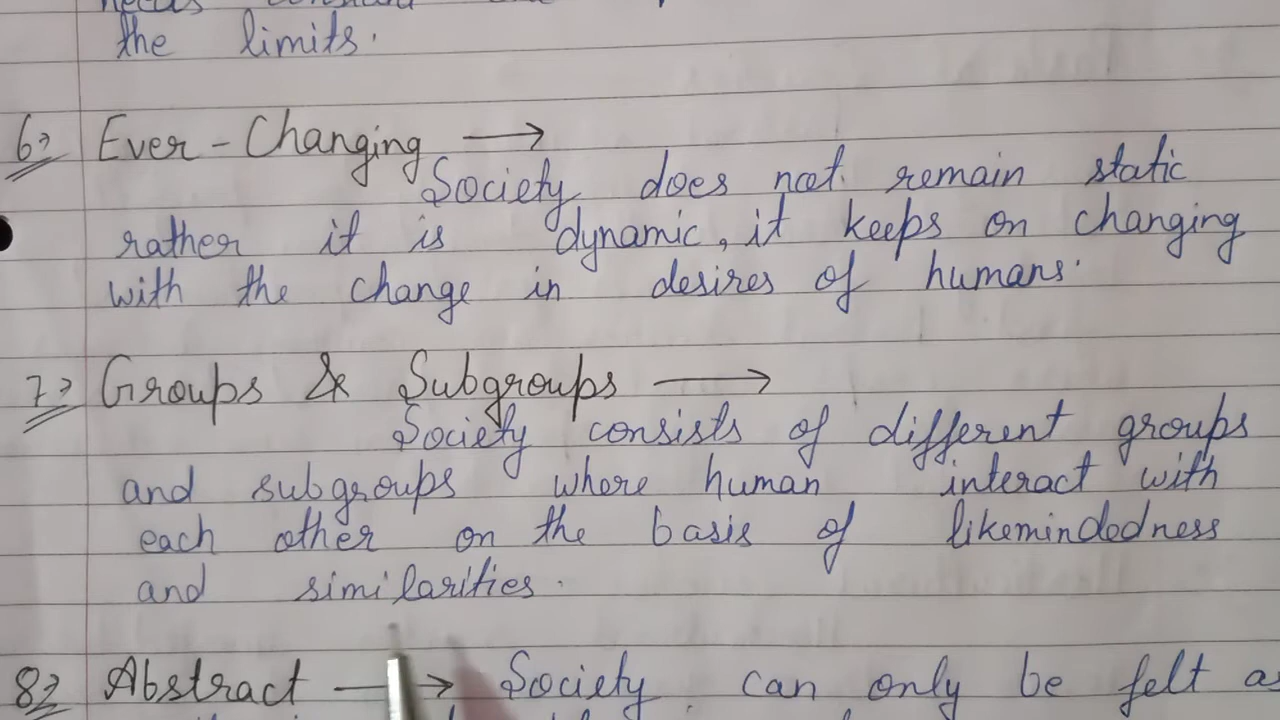 the limits.
6) Ever-Changing →
Society does not remain static
rather it is dynamic, it keeps on changing
with the change in desires of humans.
7) Groups & Subgroups →
Society consists of different groups
and subgroups where human interact with
each other on the basis of likemindedness
and similarities.
8) Abstract → Society can only be felt as